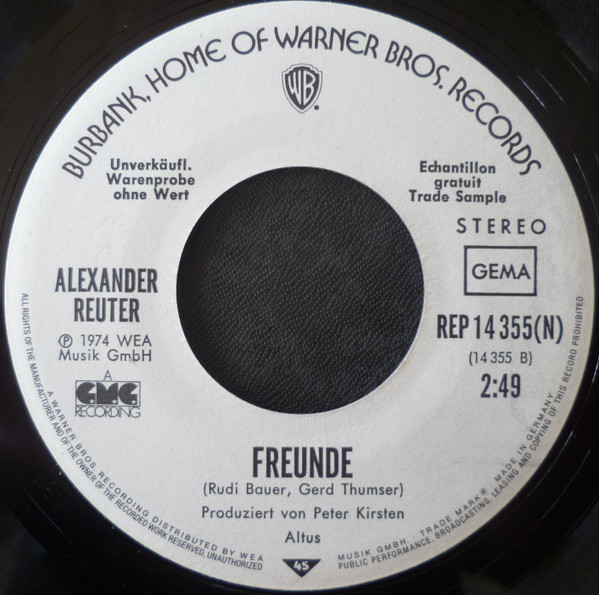 BURBANK, HOME OF WARNER BROS. RECORDS
WB
Unverkäufl.
Warenprobe
ohne Wert
Echantillon
gratuit
Trade Sample
STEREO
GEMA
ALEXANDER
REUTER
℗ 1974 WEA
Musik GmbH
A
GMG
RECORDING
REP 14 355(N)
(14 355 B)
2:49
FREUNDE
(Rudi Bauer, Gerd Thumser)
Produziert von Peter Kirsten
Altus
45
A WARNER BROS. RECORDING DISTRIBUTED BY WEA MUSIK GMBH. TRADE MARK® MADE IN GERMANY
ALL RIGHTS OF THE MANUFACTURER AND OF THE OWNER OF THE RECORDED WORK RESERVED. UNAUTHORIZED PUBLIC PERFORMANCE, BROADCASTING, LEASING AND COPYING OF THIS RECORD PROHIBITED